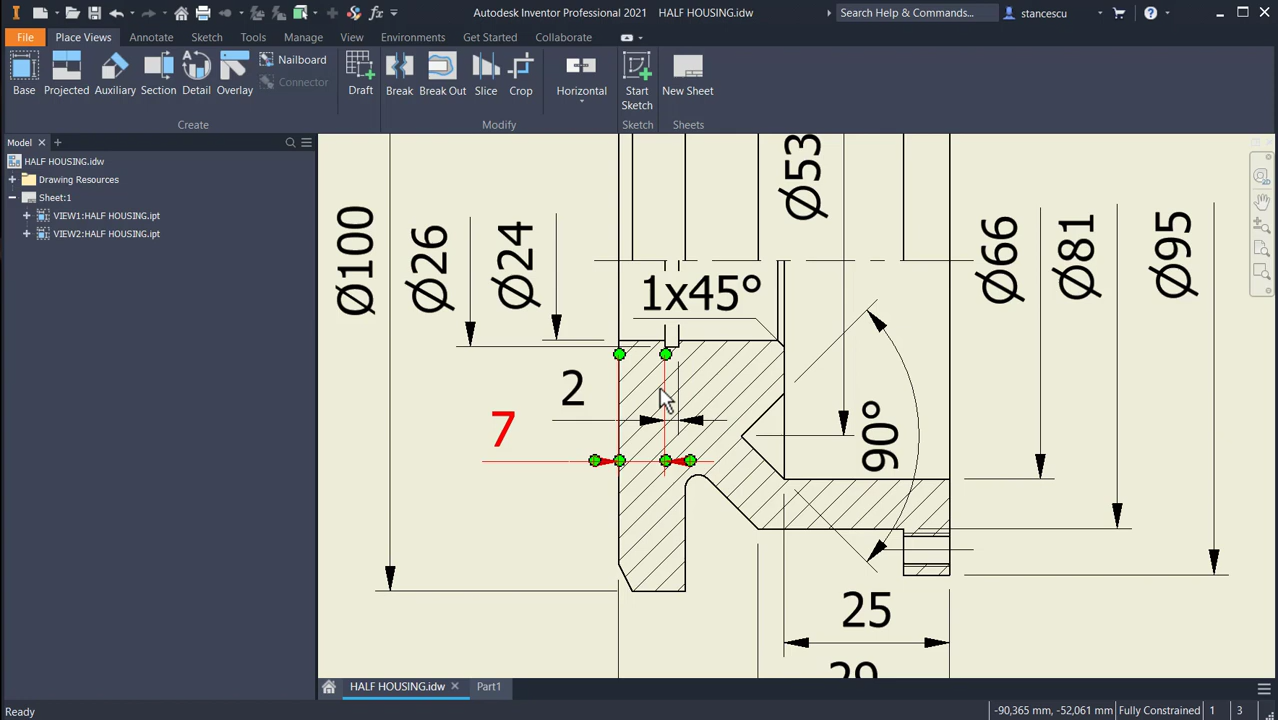 Autodesk Inventor Professional 2021 HALF HOUSING.idw
Search Help & Commands...
stancescu
File Place Views Annotate Sketch Tools Manage View Environments Get Started Collaborate
Base Projected Auxiliary Section Detail Overlay
Nailboard
Connector
Draft
Break Break Out Slice Crop
Horizontal
Start
Sketch
New Sheet
Create Modify Sketch Sheets
Model
HALF HOUSING.idw
Drawing Resources
Sheet:1
VIEW1:HALF HOUSING.ipt
VIEW2:HALF HOUSING.ipt
Ø53
Ø100
Ø26
Ø24
1x45°
Ø66
Ø81
Ø95
2
7
90°
25
HALF HOUSING.idw Part1
Ready
-90,365 mm, -52,061 mm Fully Constrained 1 3